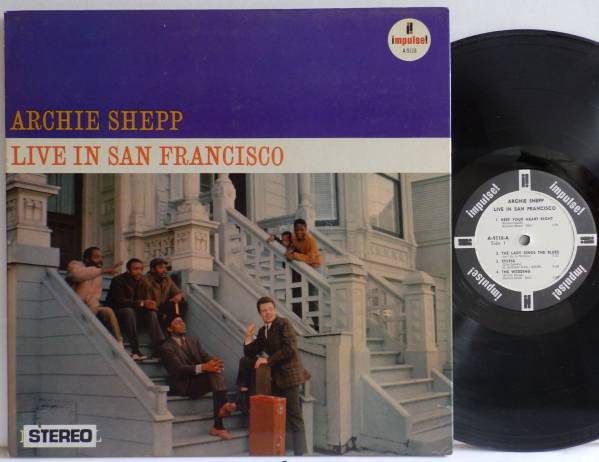 impulse!
A-9118
ARCHIE SHEPP
LIVE IN SAN FRANCISCO
STEREO
impulse!
impulse!
impulse!
impulse!
ARCHIE SHEPP
LIVE IN SAN FRANCISCO
1. KEEP YOUR HEART RIGHT
A-9118-A
Side 1
2. THE LADY SINGS THE BLUES
3. SYLVIA
4. THE WEDDING